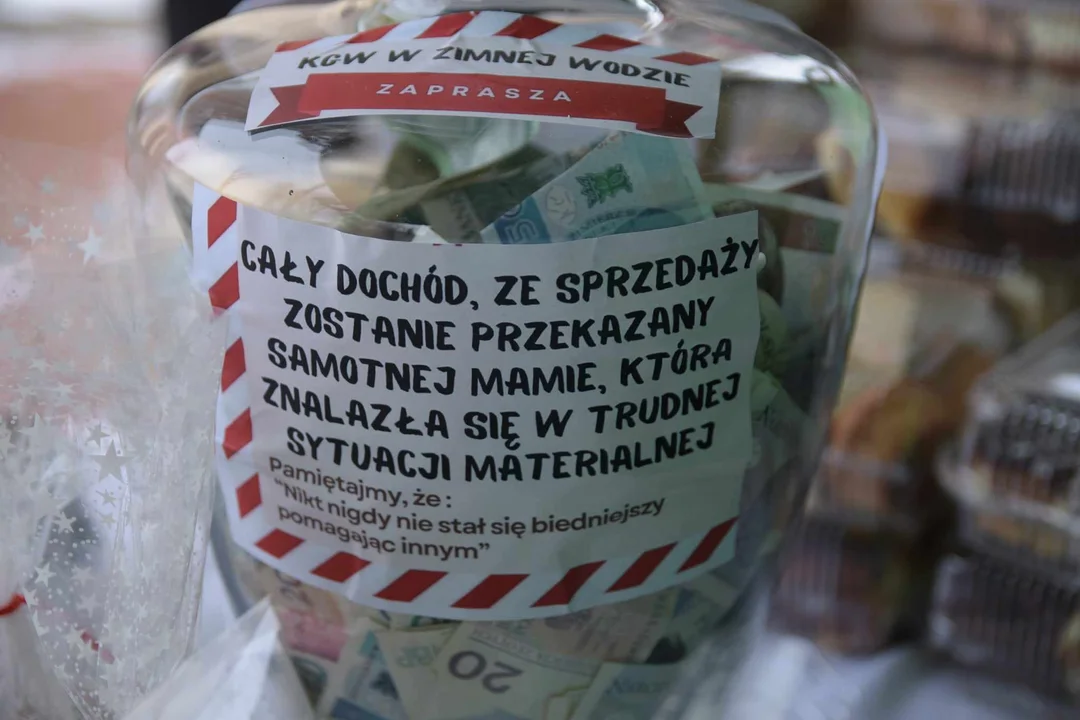 KGW W ZIMNEJ WODZIE
ZAPRASZA
CAŁY DOCHÓD, ZE SPRZEDAŻY
ZOSTANIE PRZEKAZANY
SAMOTNEJ MAMIE, KTÓRA
ZNALAZŁA SIĘ W TRUDNEJ
SYTUACJI MATERIALNEJ
Pamiętajmy, że:
"Nikt nigdy nie stał się biedniejszy
pomagając innym"
20